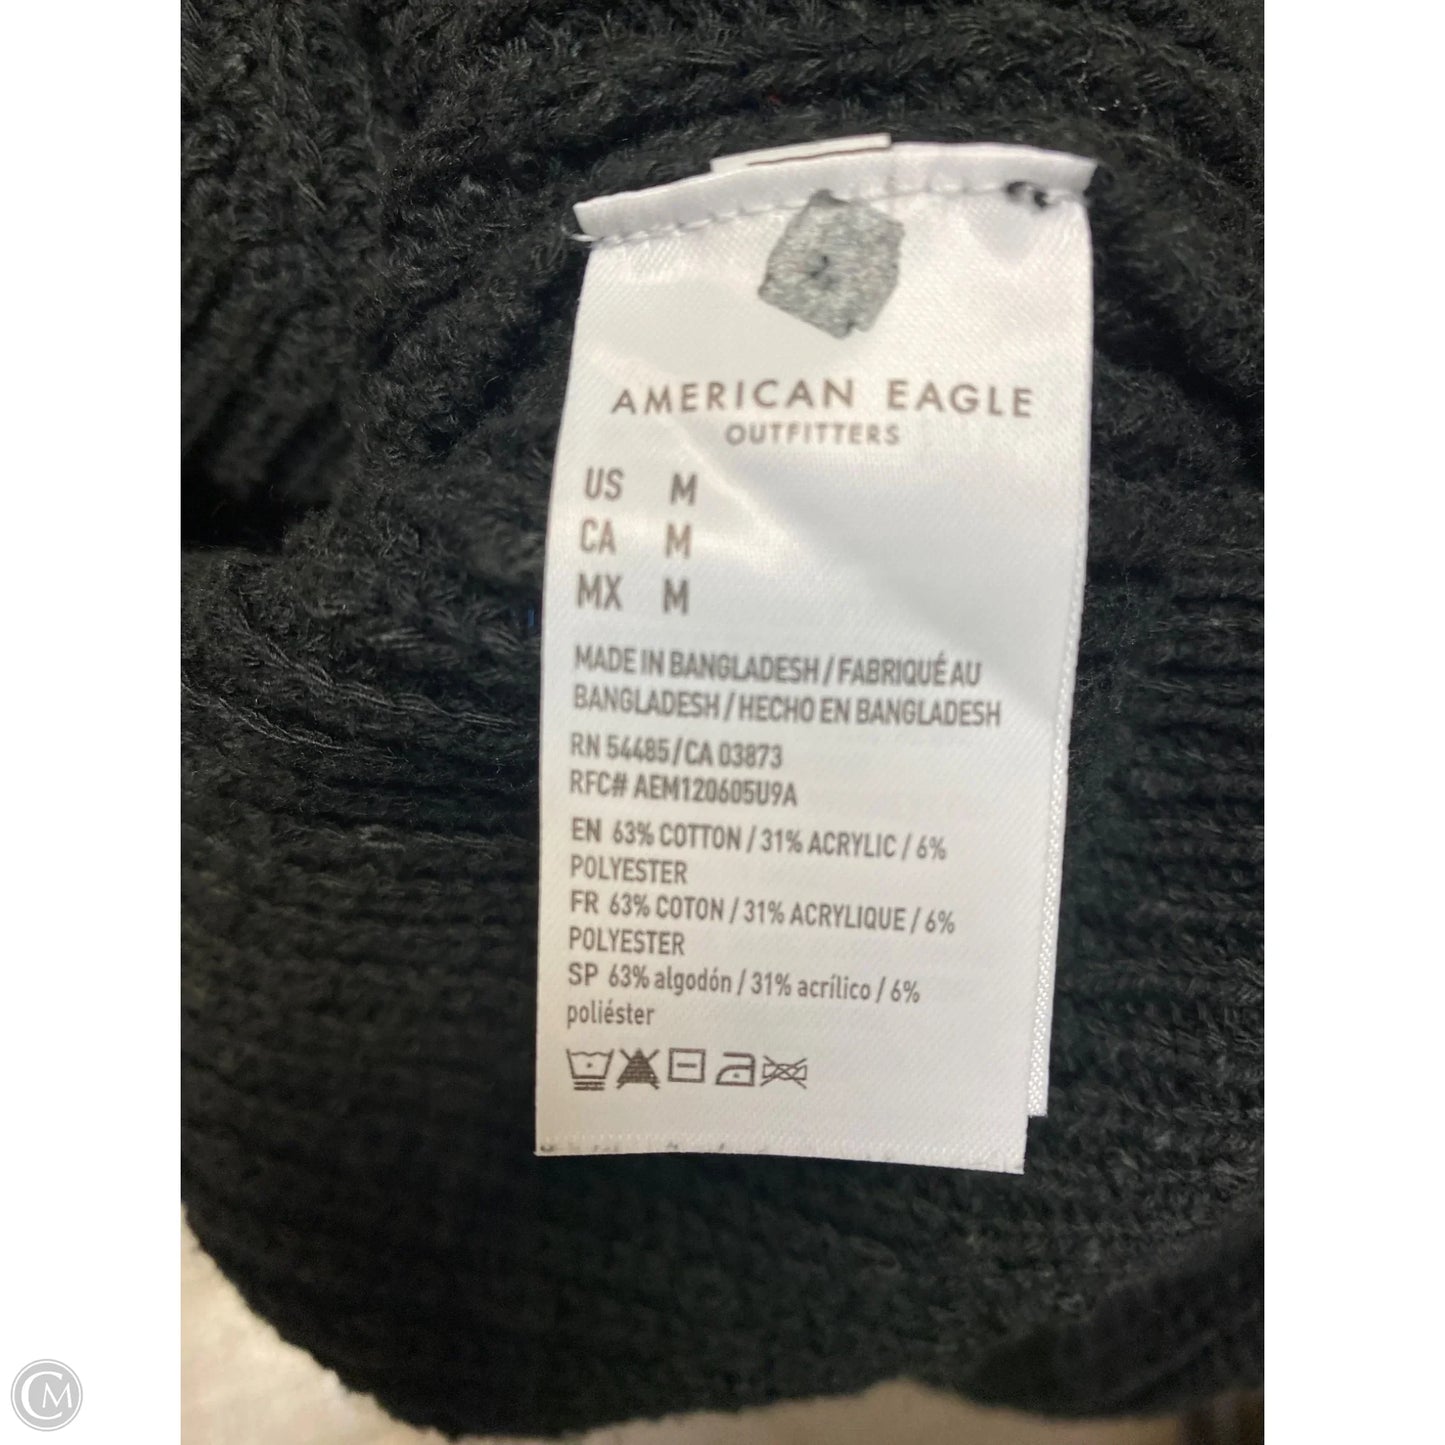 AMERICAN EAGLE
OUTFITTERS
US M
CA M
MX M
MADE IN BANGLADESH / FABRIQUÉ AU
BANGLADESH / HECHO EN BANGLADESH
RN 54485 / CA 03873
RFC# AEM120605U9A
EN 63% COTTON / 31% ACRYLIC / 6%
POLYESTER
FR 63% COTON / 31% ACRYLIQUE / 6%
POLYESTER
SP 63% algodón / 31% acrílico / 6%
poliéster
CM